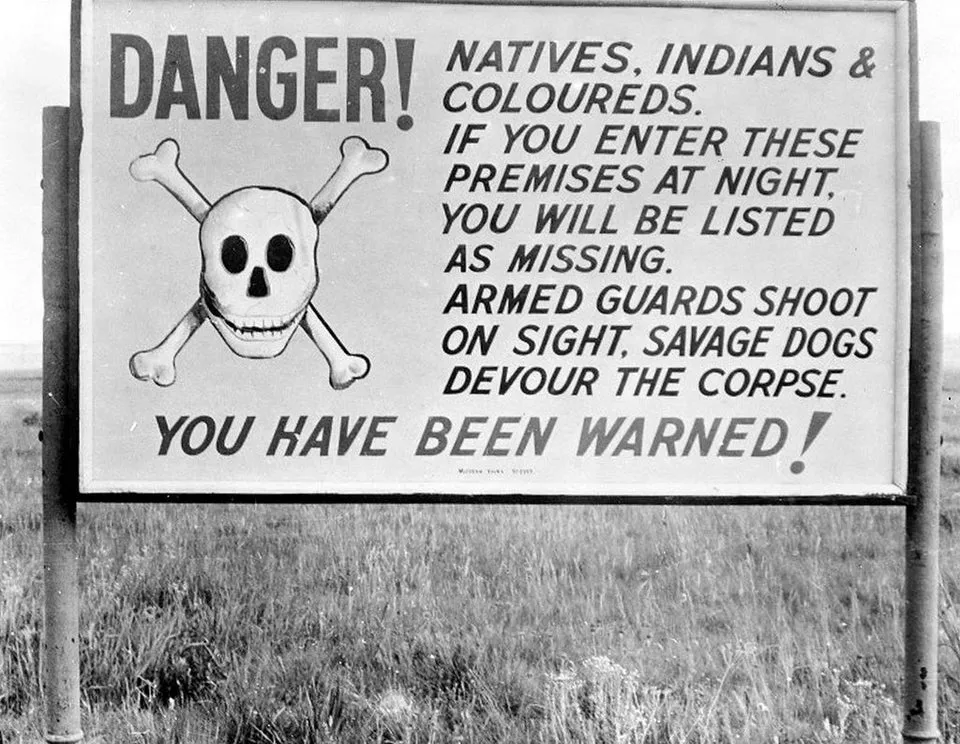 DANGER!
NATIVES, INDIANS &
COLOUREDS.
IF YOU ENTER THESE
PREMISES AT NIGHT,
YOU WILL BE LISTED
AS MISSING.
ARMED GUARDS SHOOT
ON SIGHT, SAVAGE DOGS
DEVOUR THE CORPSE.
YOU HAVE BEEN WARNED!